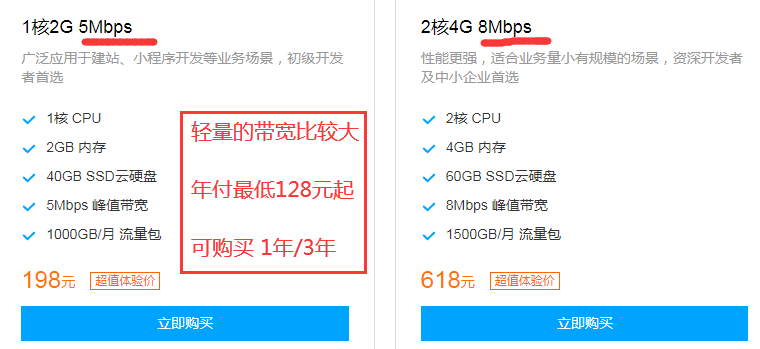 1核2G 5Mbps
广泛应用于建站、小程序开发等业务场景，初级开发
者首选
1核 CPU
2GB 内存
40GB SSD云硬盘
5Mbps 峰值带宽
1000GB/月 流量包
198元 超值体验价
立即购买
轻量的带宽比较大
年付最低128元起
可购买 1年/3年
2核4G 8Mbps
性能更强，适合业务量小有规模的场景，资深开发者
及中小企业首选
2核 CPU
4GB 内存
60GB SSD云硬盘
8Mbps 峰值带宽
1500GB/月 流量包
618元 超值体验价
立即购买